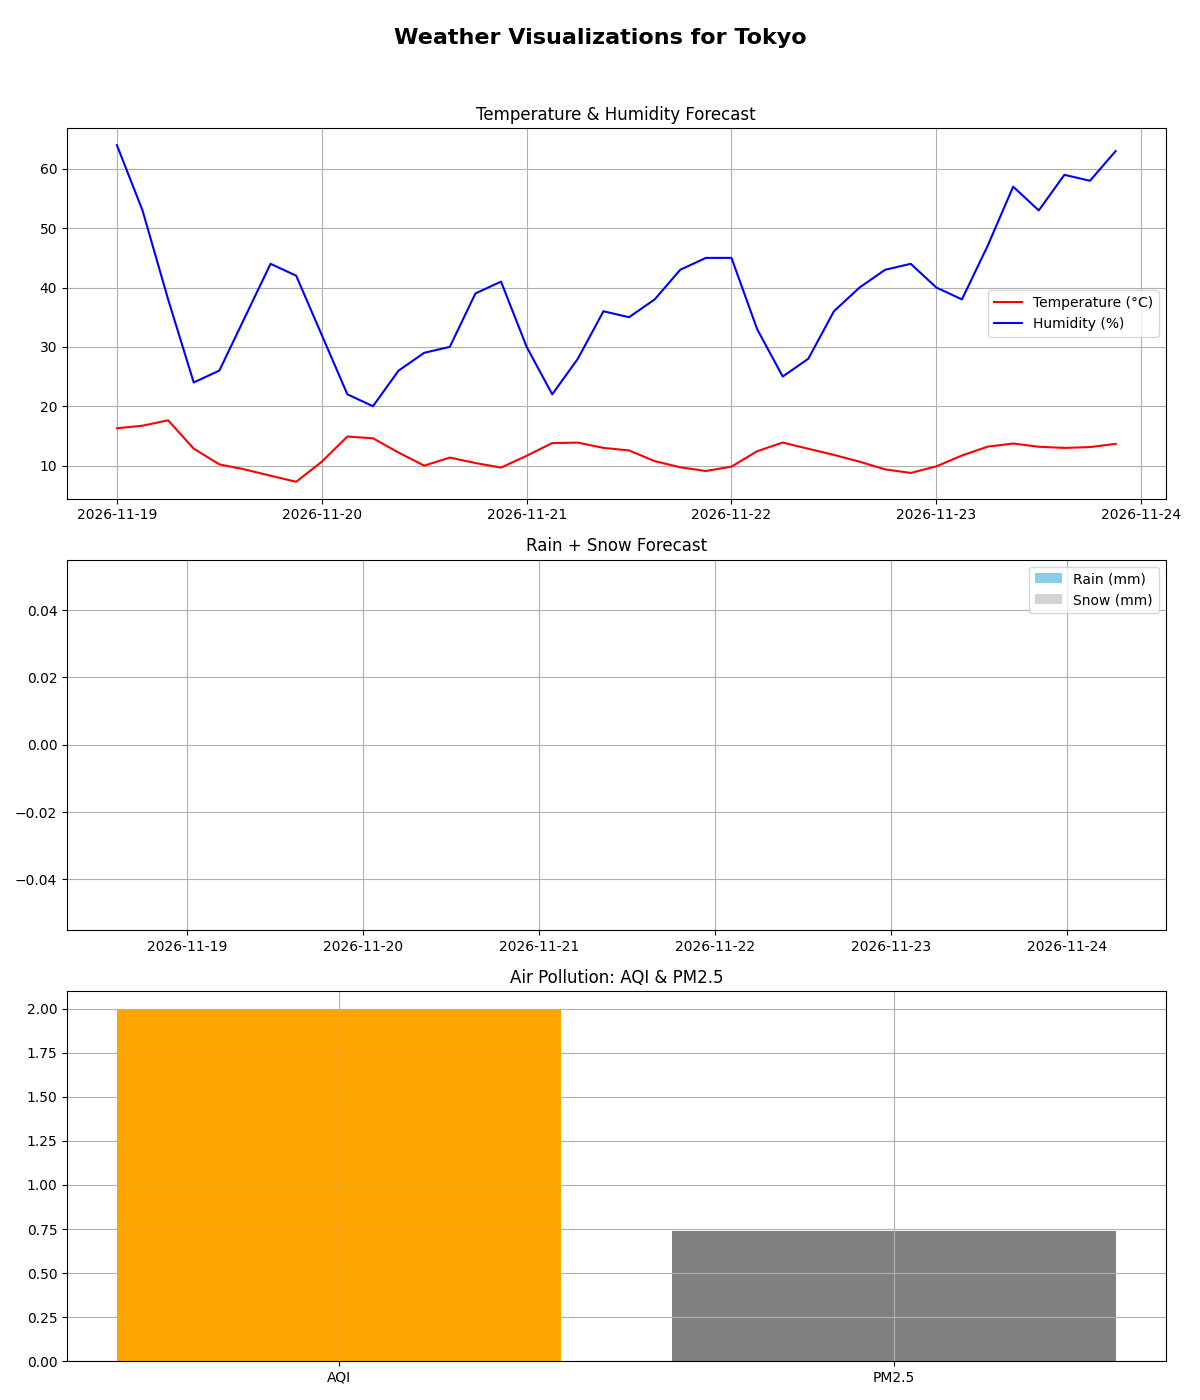 Weather Visualizations for Tokyo
Temperature & Humidity Forecast
60
50
40
30
20
10
Temperature (°C)
Humidity (%)
2026-11-19 2026-11-20 2026-11-21 2026-11-22 2026-11-23 2026-11-24
Rain + Snow Forecast
0.04
0.02
0.00
−0.02
−0.04
Rain (mm)
Snow (mm)
2026-11-19 2026-11-20 2026-11-21 2026-11-22 2026-11-23 2026-11-24
Air Pollution: AQI & PM2.5
2.00
1.75
1.50
1.25
1.00
0.75
0.50
0.25
0.00
AQI PM2.5